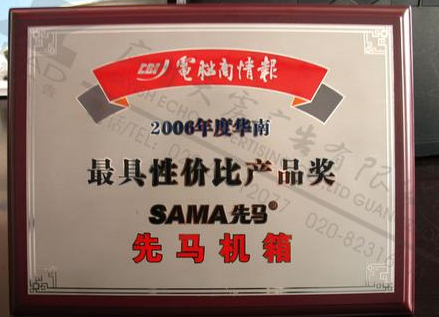 CBI 電脑商情報
2006年度华南
最具性价比产品奖
SAMA先马®
先马机箱